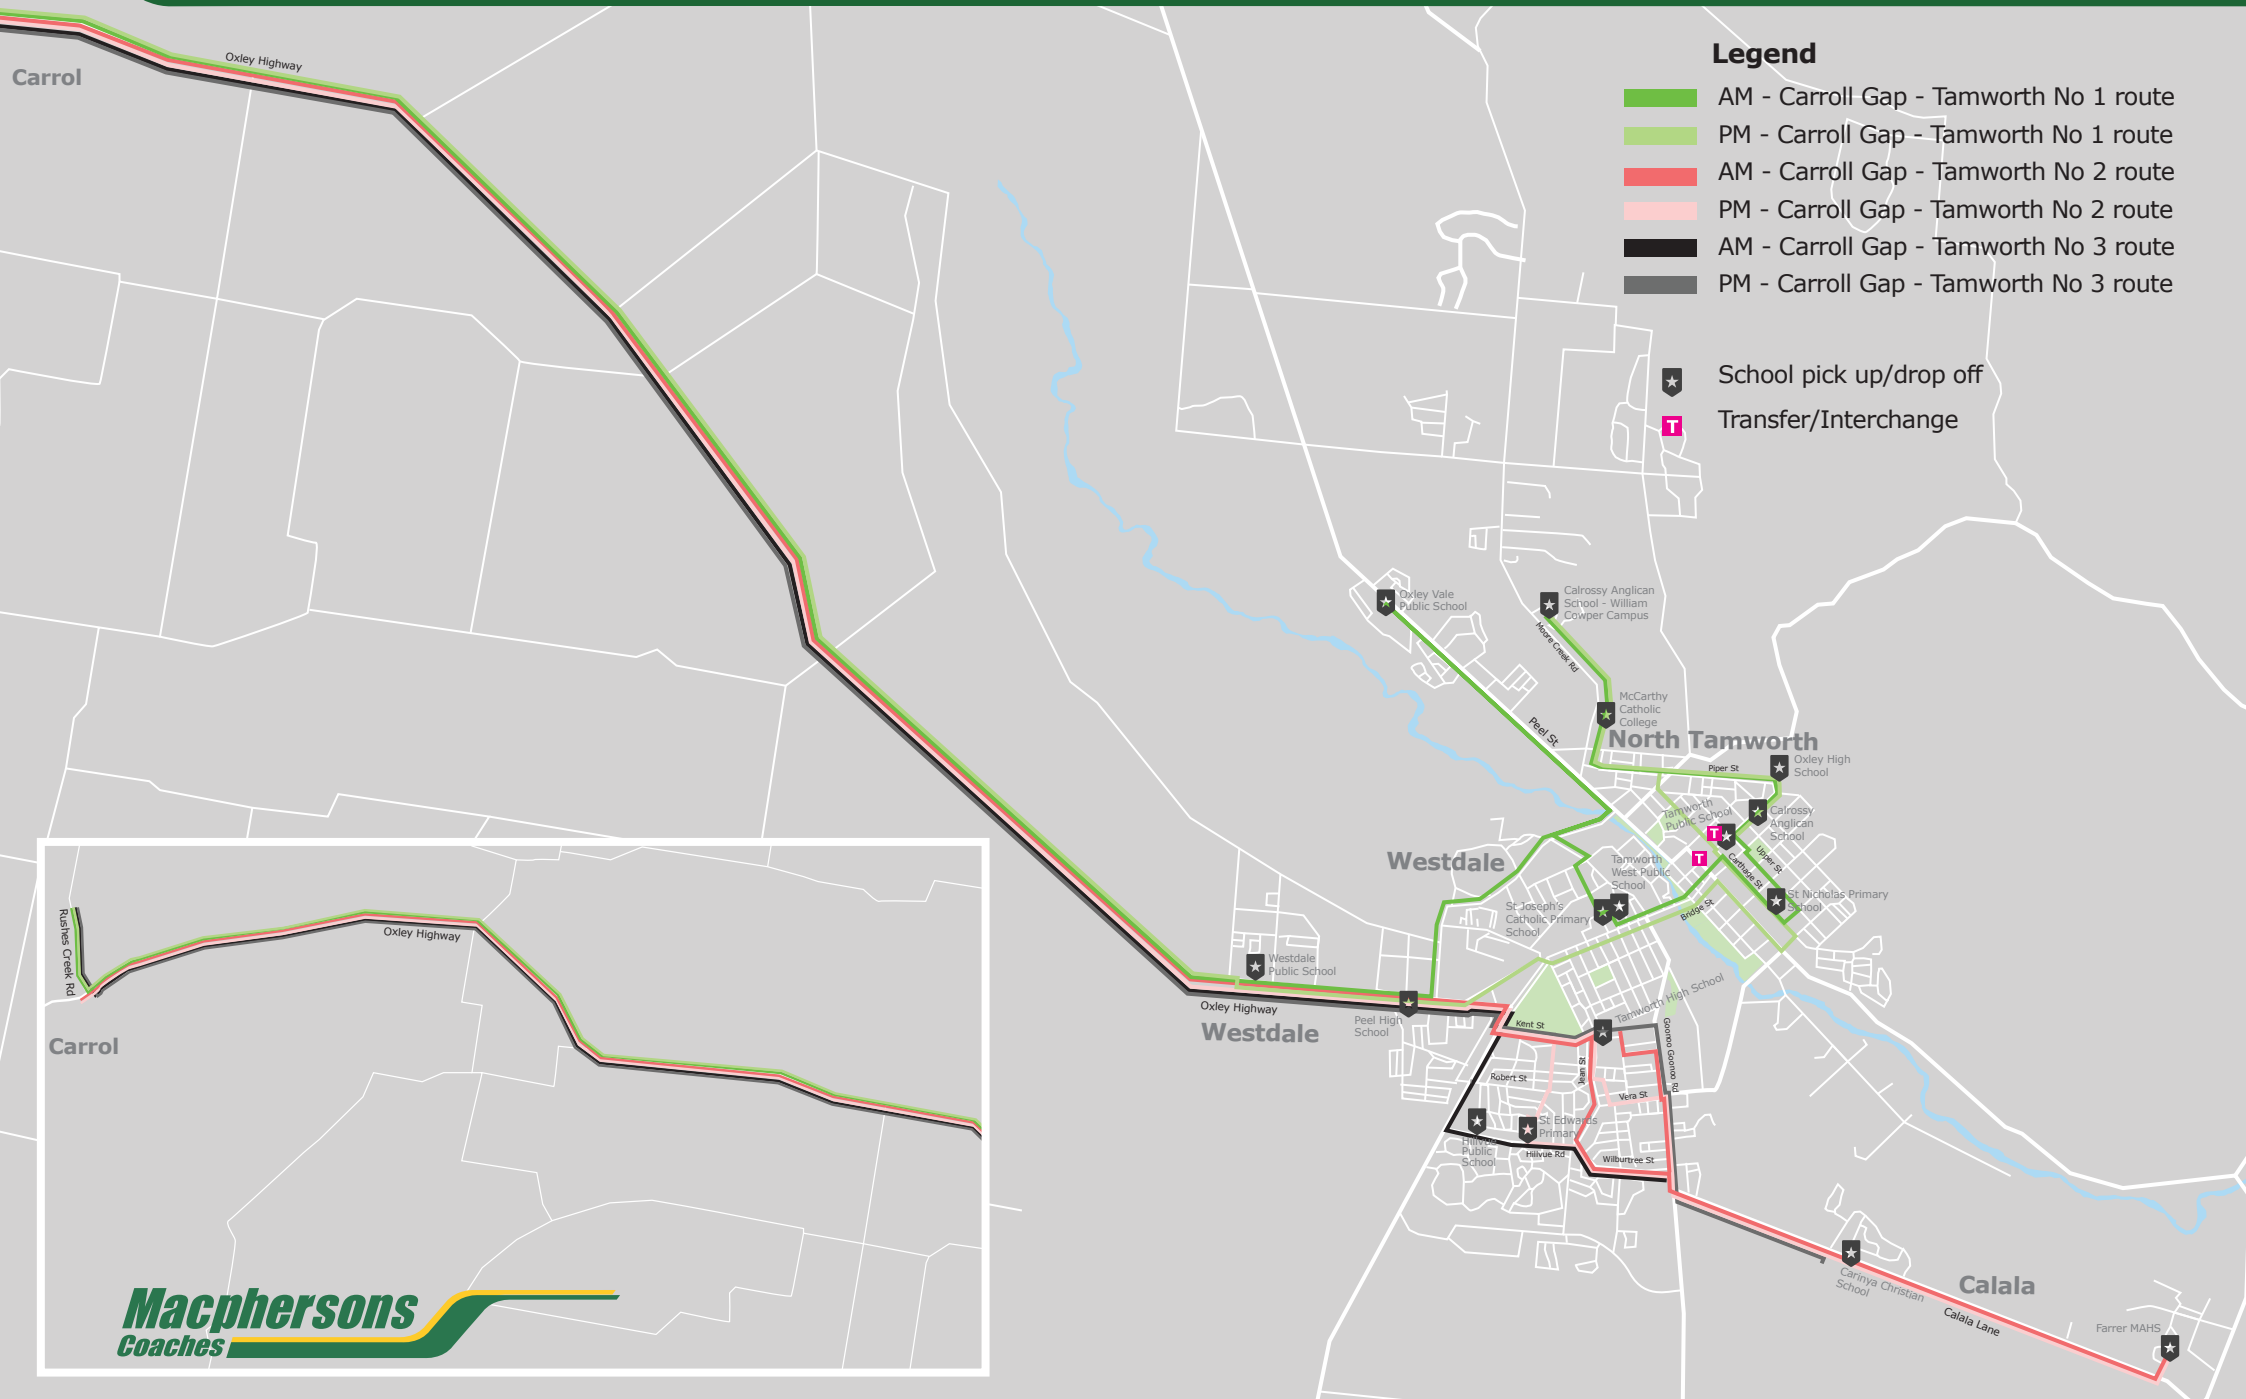 Legend
AM - Carroll Gap - Tamworth No 1 route
PM - Carroll Gap - Tamworth No 1 route
AM - Carroll Gap - Tamworth No 2 route
PM - Carroll Gap - Tamworth No 2 route
AM - Carroll Gap - Tamworth No 3 route
PM - Carroll Gap - Tamworth No 3 route
School pick up/drop off
T
Transfer/Interchange
Carrol
Oxley Highway
Oxley Vale
Public School
Calrossy Anglican
School - William
Cowper Campus
Moore Creek Rd
McCarthy
Catholic
College
Peel St
North Tamworth
Piper St
Oxley High
School
Tamworth
Public School
Calrossy
Anglican
School
T
T
Upper St
Carthage St
Westdale
Tamworth
West Public
School
St Joseph's
Catholic Primary
School
St Nicholas Primary
School
Bridge St
Westdale
Public School
Oxley Highway
Westdale
Peel High
School
Kent St
Tamworth High School
Goonoo Goonoo Rd
Jean St
Robert St
Vera St
St Edwards
Primary
Hillvue
Public
School
Hillvue Rd
Wilburtree St
Carinya Christian
School
Calala
Calala Lane
Farrer MAHS
Rushes Creek Rd
Oxley Highway
Carrol
Macphersons
Coaches